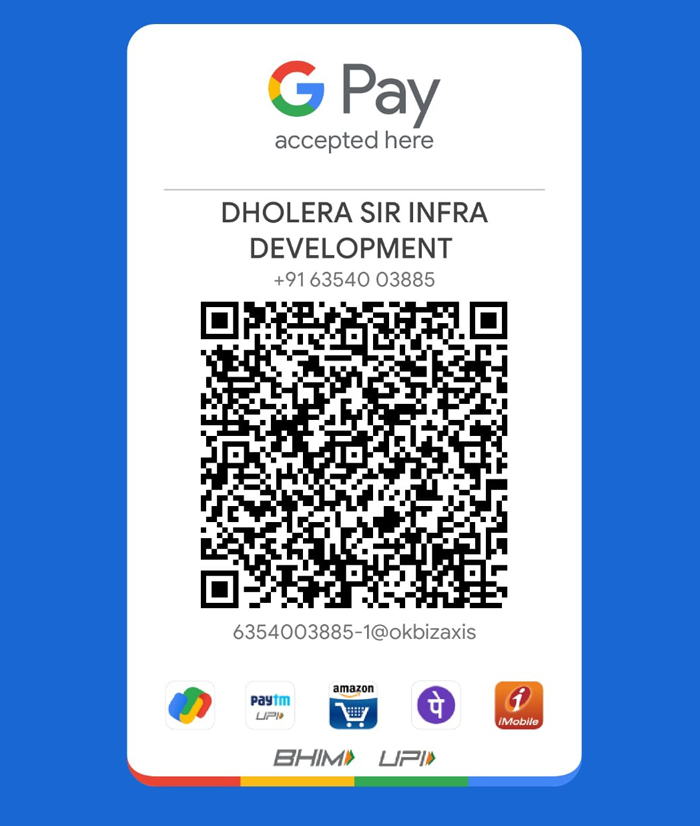 G Pay
accepted here
DHOLERA SIR INFRA
DEVELOPMENT
+91 63540 03885
6354003885-1@okbizaxis
paytm
UPI
amazon
पे
i
iMobile
BHIM UPI